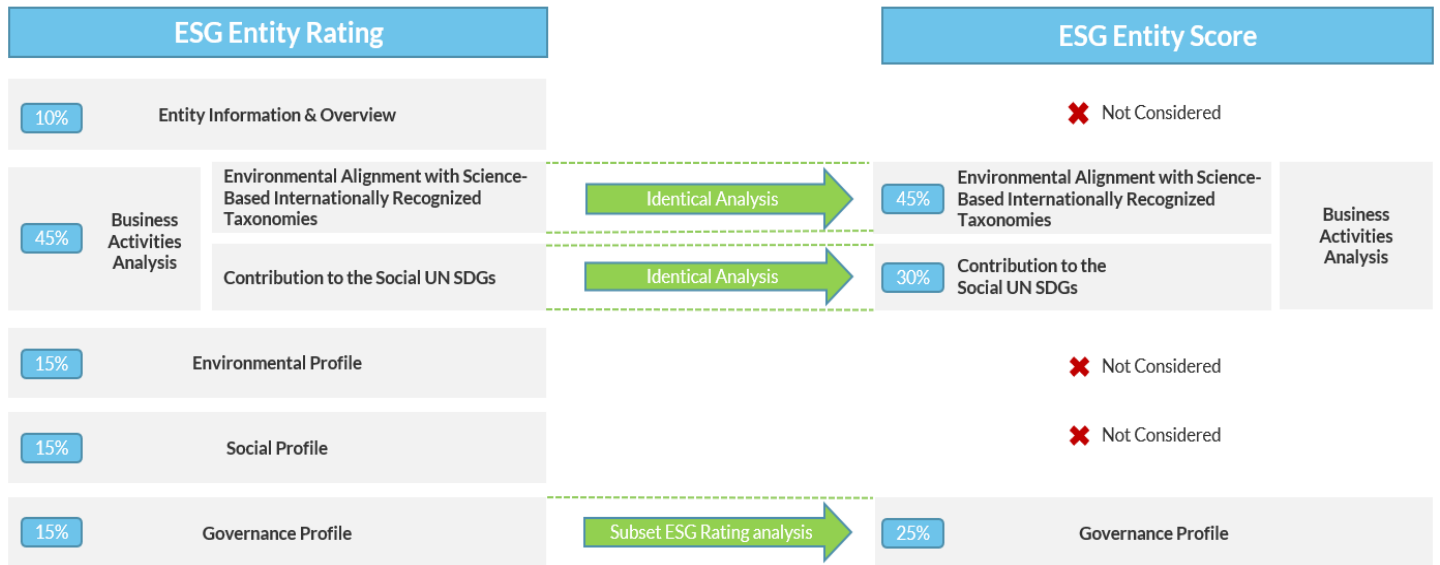 ESG Entity Rating
ESG Entity Score
10%
Entity Information & Overview
Not Considered
45%
Business
Activities
Analysis
Environmental Alignment with Science-
Based Internationally Recognized
Taxonomies
Identical Analysis
45%
Environmental Alignment with Science-
Based Internationally Recognized
Taxonomies
Business
Activities
Analysis
Contribution to the Social UN SDGs
Identical Analysis
30%
Contribution to the
Social UN SDGs
15%
Environmental Profile
Not Considered
15%
Social Profile
Not Considered
15%
Governance Profile
Subset ESG Rating analysis
25%
Governance Profile